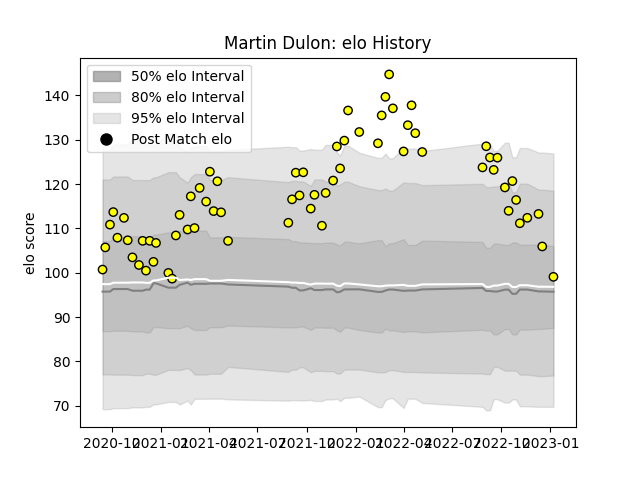 Martin Dulon: elo History
50% elo Interval
80% elo Interval
95% elo Interval
Post Match elo
elo score
140
130
120
110
100
90
80
70
2020-10 2021-01 2021-04 2021-07 2021-10 2022-01 2022-04 2022-07 2022-10 2023-01